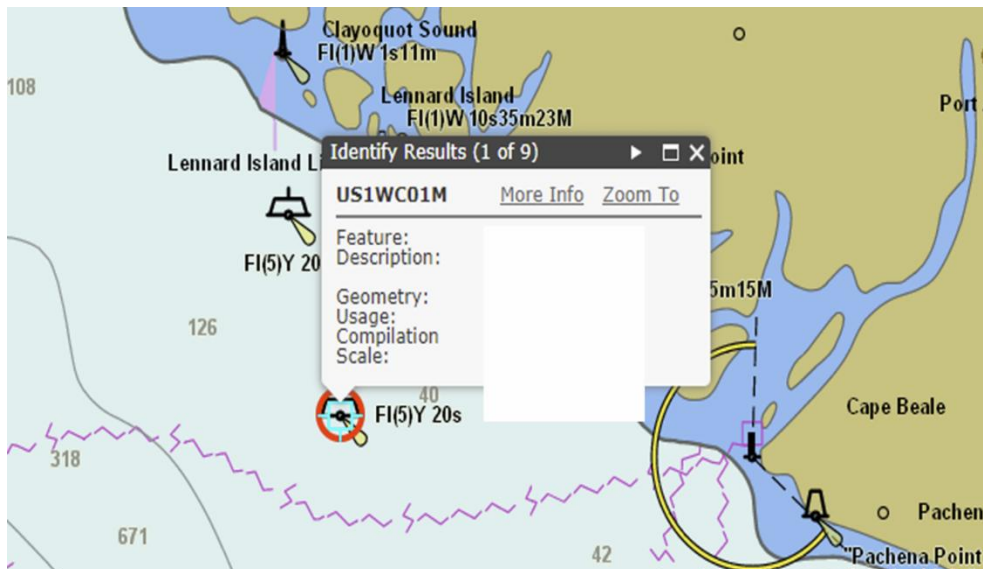 Clayoquot Sound
Fl(1)W 1s11m
108
Lennard Island
Fl(1)W 10s35m23M
Port
Lennard Island Li
Identify Results (1 of 9)
oint
US1WC01M More Info Zoom To
Feature:
Description:
Fl(5)Y 20
Geometry:
5m15M
Usage:
126
Compilation
Scale:
40
Fl(5)Y 20s
Cape Beale
318
671
42
Pachen
"Pachena Point